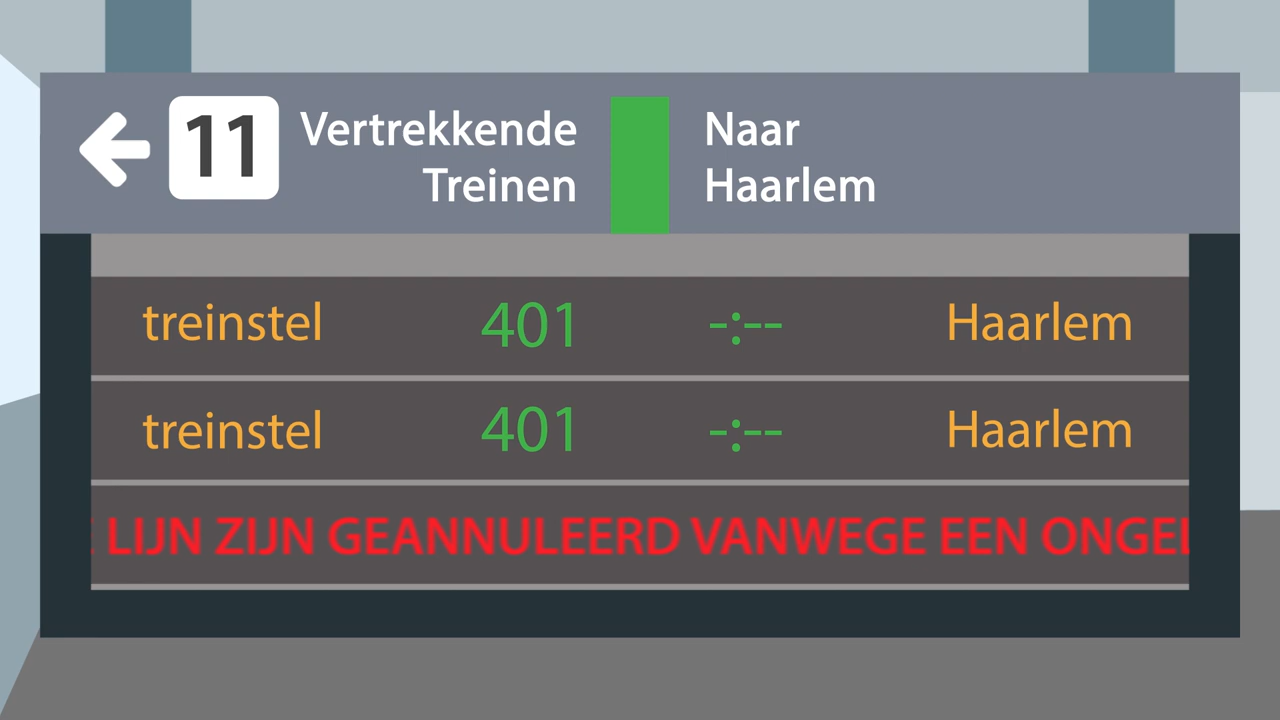 11
Vertrekkende
Treinen
Naar
Haarlem
treinstel 401 -:-- Haarlem
treinstel 401 -:-- Haarlem
LIJN ZIJN GEANNULEERD VANWEGE EEN